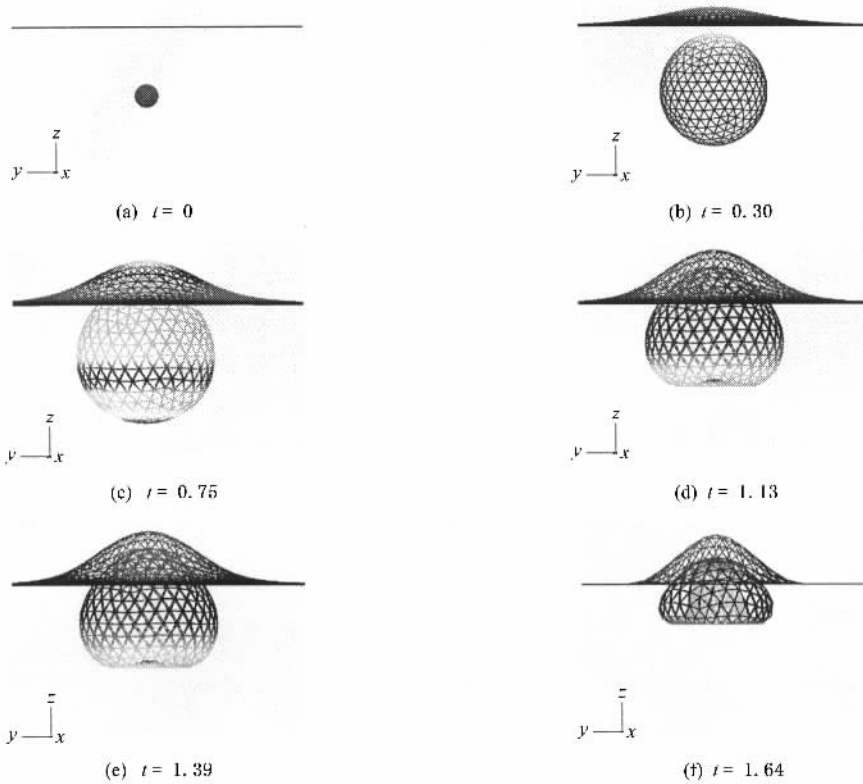 z
y
x
(a) t = 0
z
y
x
(b) t = 0.30
z
y
x
(c) t = 0.75
z
y
x
(d) t = 1.13
z
y
x
(e) t = 1.39
z
y
x
(f) t = 1.64